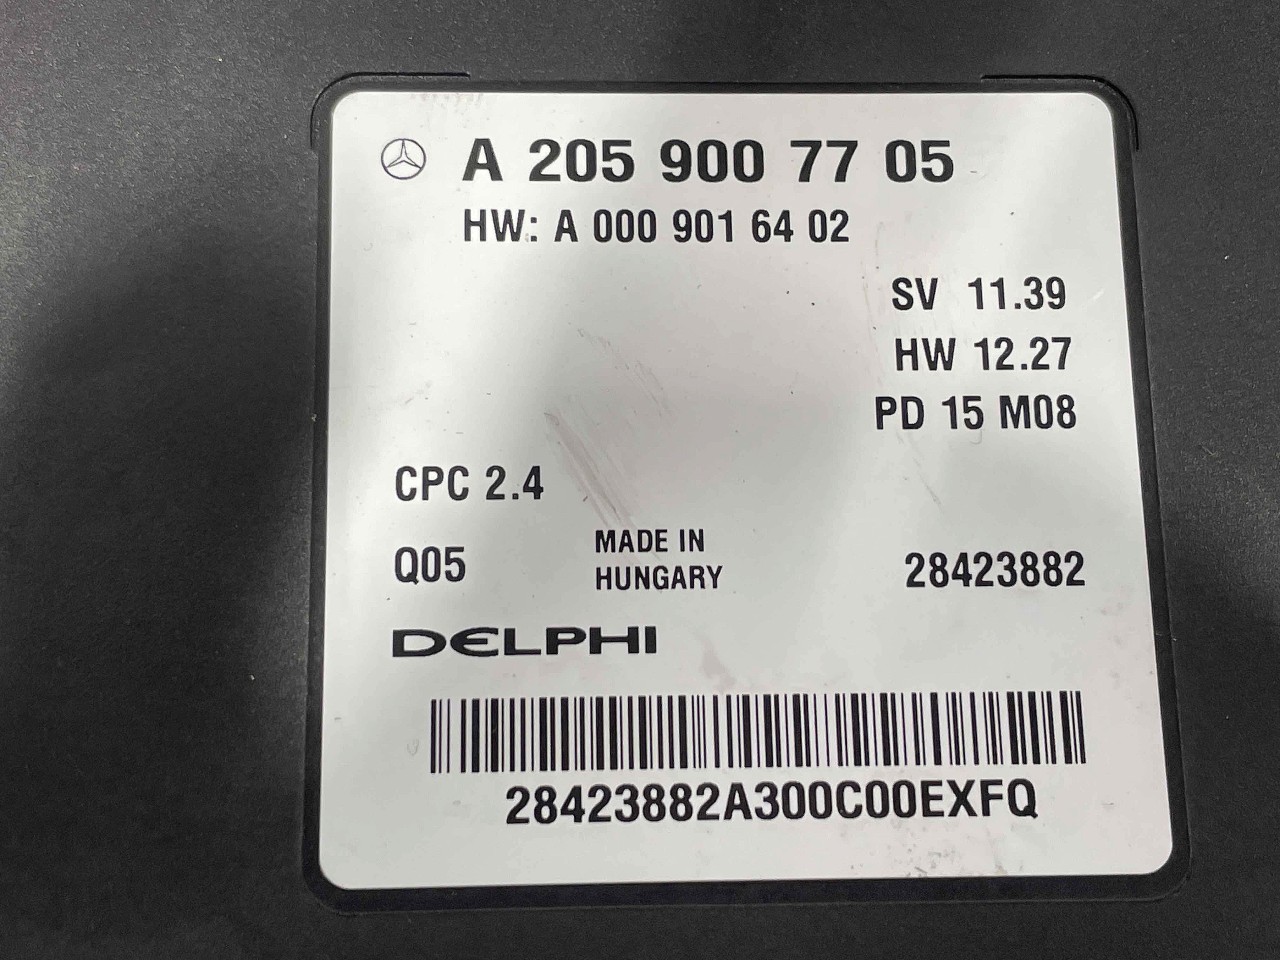 A 205 900 77 05
HW: A 000 901 64 02
SV 11.39
HW 12.27
PD 15 M08
CPC 2.4
Q05
MADE IN
HUNGARY
28423882
DELPHI
28423882A300C00EXFQ